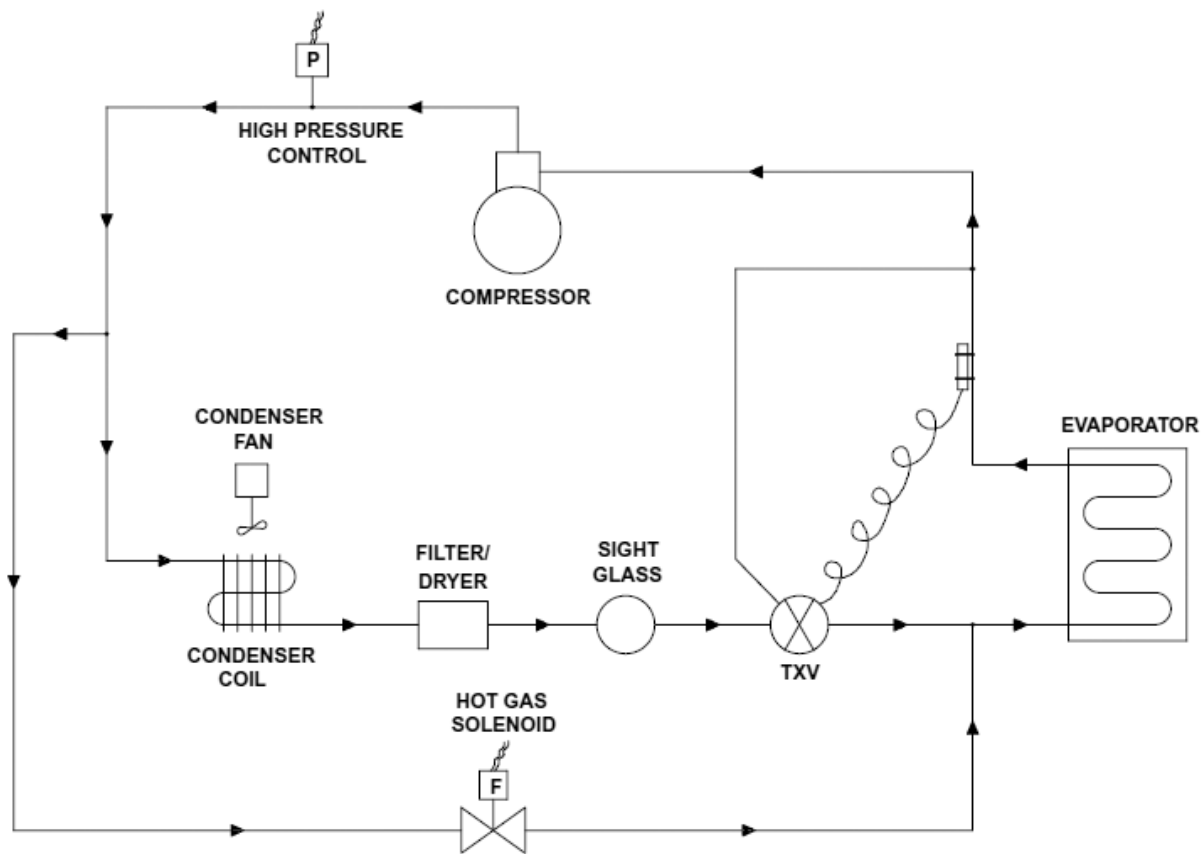 P
HIGH PRESSURE
CONTROL
COMPRESSOR
CONDENSER
FAN
EVAPORATOR
FILTER/
DRYER
SIGHT
GLASS
CONDENSER
COIL
TXV
HOT GAS
SOLENOID
F